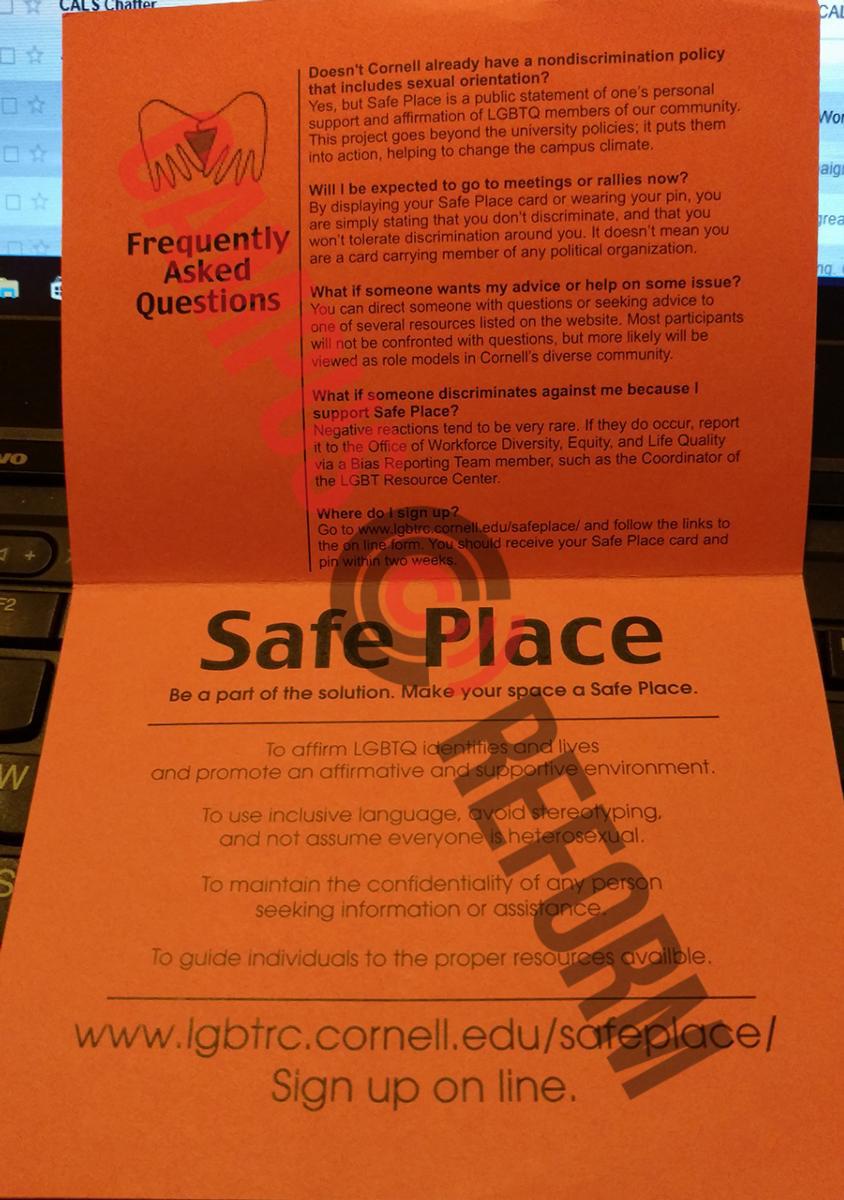 CALS Chatter
CAL
Wor
aig
grea
ng.
Frequently
Asked
Questions
Doesn't Cornell already have a nondiscrimination policy
that includes sexual orientation?
Yes, but Safe Place is a public statement of one's personal
support and affirmation of LGBTQ members of our community.
This project goes beyond the university policies; it puts them
into action, helping to change the campus climate.
Will I be expected to go to meetings or rallies now?
By displaying your Safe Place card or wearing your pin, you
are simply stating that you don't discriminate, and that you
won't tolerate discrimination around you. It doesn't mean you
are a card carrying member of any political organization.
What if someone wants my advice or help on some issue?
You can direct someone with questions or seeking advice to
one of several resources listed on the website. Most participants
will not be confronted with questions, but more likely will be
viewed as role models in Cornell's diverse community.
What if someone discriminates against me because I
support Safe Place?
Negative reactions tend to be very rare. If they do occur, report
it to the Office of Workforce Diversity, Equity, and Life Quality
via a Bias Reporting Team member, such as the Coordinator of
the LGBT Resource Center.
Where do I sign up?
Go to www.lgbtrc.cornell.edu/safeplace/ and follow the links to
the on line form. You should receive your Safe Place card and
pin within two weeks.
Safe Place
Be a part of the solution. Make your space a Safe Place.
To affirm LGBTQ identities and lives
and promote an affirmative and supportive environment.
To use inclusive language, avoid stereotyping,
and not assume everyone is heterosexual.
To maintain the confidentiality of any person
seeking information or assistance.
To guide individuals to the proper resources availble.
www.lgbtrc.cornell.edu/safeplace/
Sign up on line.
CAMPUS REFORM
VO
F2
W
S